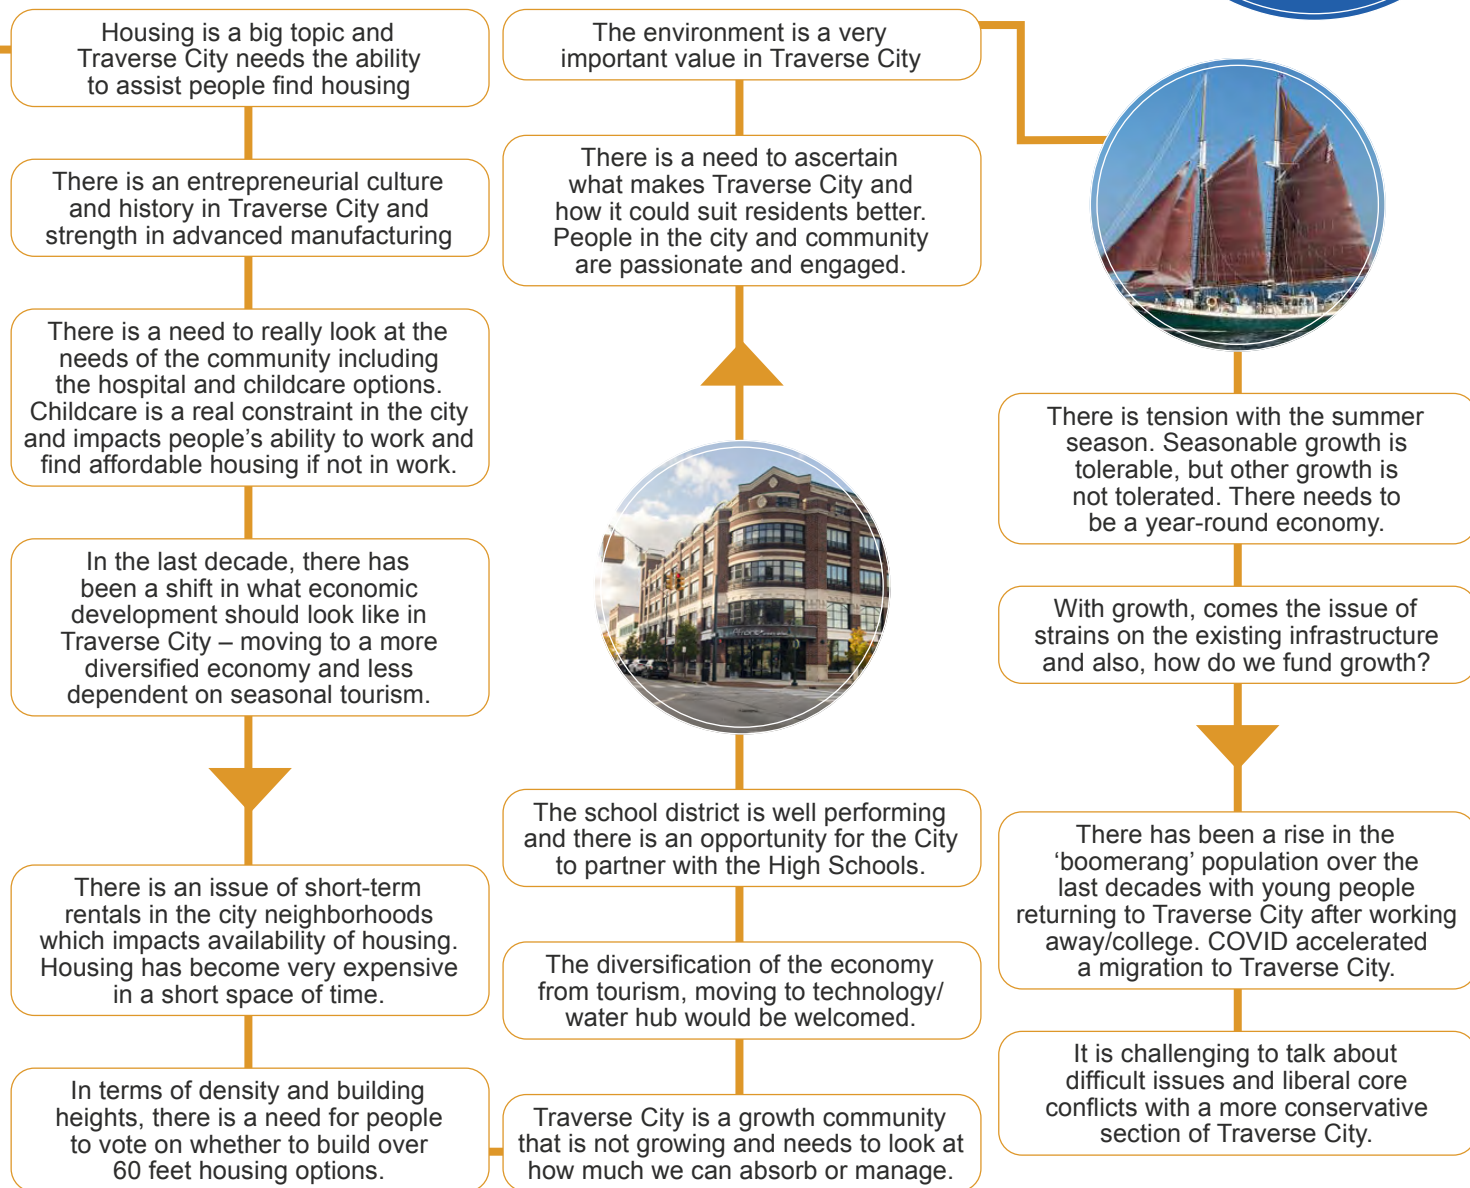 Housing is a big topic and
Traverse City needs the ability
to assist people find housing
There is an entrepreneurial culture
and history in Traverse City and
strength in advanced manufacturing
There is a need to really look at the
needs of the community including
the hospital and childcare options.
Childcare is a real constraint in the city
and impacts people’s ability to work and
find affordable housing if not in work.
In the last decade, there has
been a shift in what economic
development should look like in
Traverse City – moving to a more
diversified economy and less
dependent on seasonal tourism.
There is an issue of short-term
rentals in the city neighborhoods
which impacts availability of housing.
Housing has become very expensive
in a short space of time.
In terms of density and building
heights, there is a need for people
to vote on whether to build over
60 feet housing options.
Traverse City is a growth community
that is not growing and needs to look at
how much we can absorb or manage.
The diversification of the economy
from tourism, moving to technology/
water hub would be welcomed.
The school district is well performing
and there is an opportunity for the City
to partner with the High Schools.
There is a need to ascertain
what makes Traverse City and
how it could suit residents better.
People in the city and community
are passionate and engaged.
The environment is a very
important value in Traverse City
There is tension with the summer
season. Seasonable growth is
tolerable, but other growth is
not tolerated. There needs to
be a year-round economy.
With growth, comes the issue of
strains on the existing infrastructure
and also, how do we fund growth?
There has been a rise in the
‘boomerang’ population over the
last decades with young people
returning to Traverse City after working
away/college. COVID accelerated
a migration to Traverse City.
It is challenging to talk about
difficult issues and liberal core
conflicts with a more conservative
section of Traverse City.